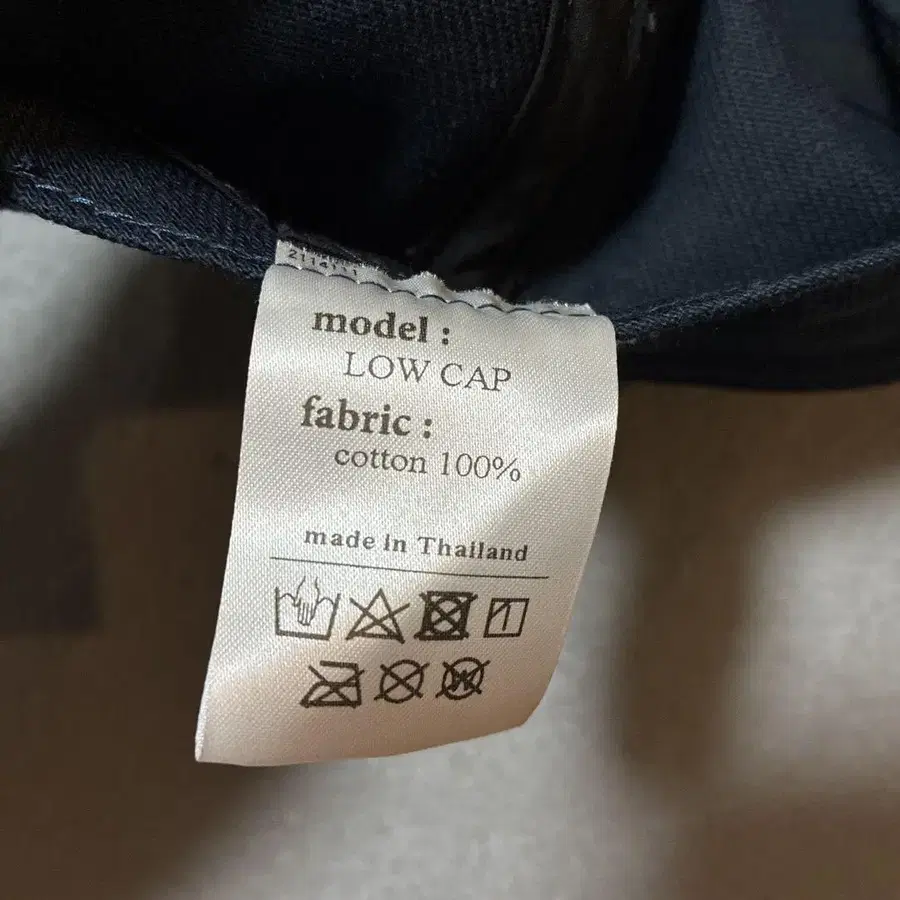 model :
LOW CAP
fabric :
cotton 100%
made in Thailand